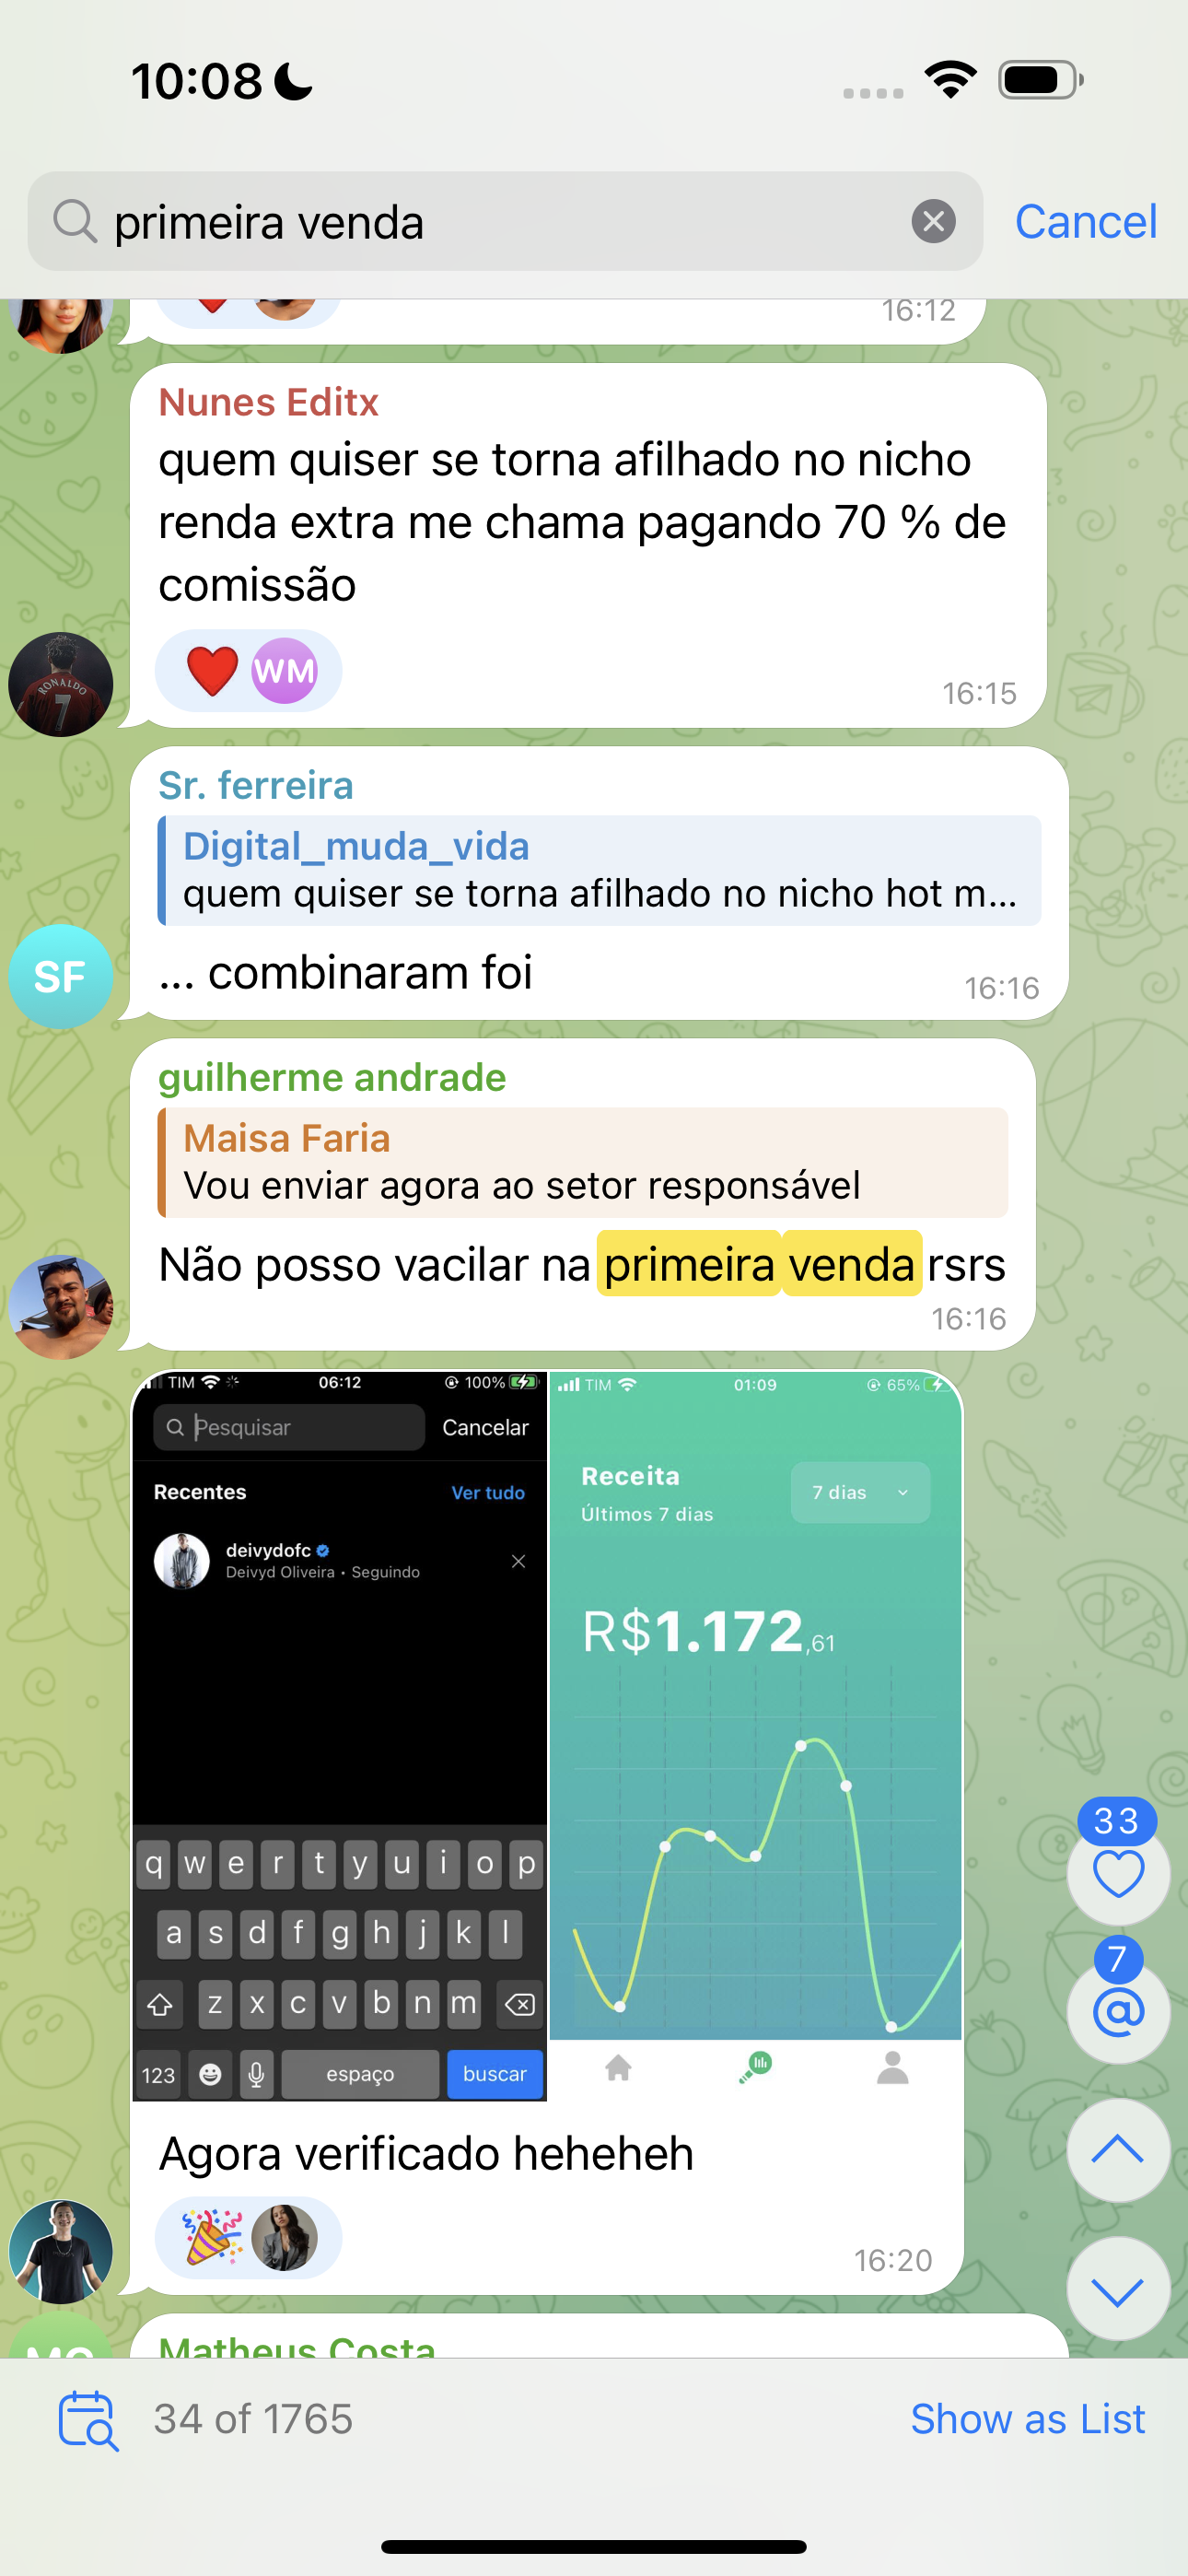 10:08
primeira venda
Cancel
16:12
Nunes Editx
quem quiser se torna afilhado no nicho
renda extra me chama pagando 70 % de
comissão
RONALDO
7
WM
16:15
Sr. ferreira
Digital_muda_vida
quem quiser se torna afilhado no nicho hot m...
SF
... combinaram foi
16:16
guilherme andrade
Maisa Faria
Vou enviar agora ao setor responsável
Não posso vacilar na primeira venda rsrs
16:16
TIM 06:12 100%
Pesquisar Cancelar
Recentes Ver tudo
deivydofc
Deivyd Oliveira • Seguindo
q w e r t y u i o p
a s d f g h j k l
z x c v b n m
123 espaço buscar
TIM 01:09 65%
Receita
Últimos 7 dias
7 dias
R$1.172,61
33
7
@
Agora verificado heheheh
16:20
Matheus Costa
34 of 1765
Show as List